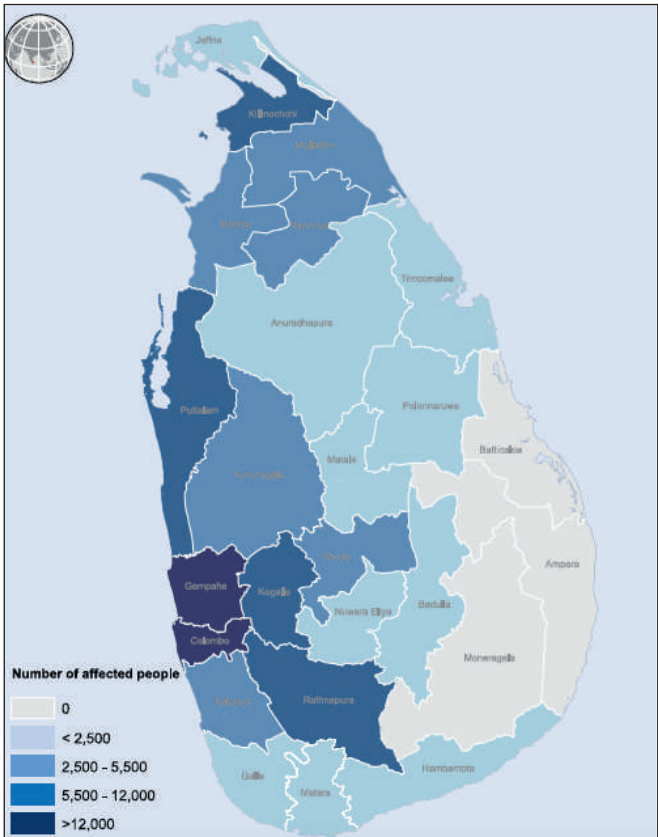 Jaffna
Kilinochchi
Mullaitivu
Mannar
Vavuniya
Trincomalee
Anuradhapura
Puttalam
Polonnaruwa
Batticaloa
Matale
Kurunegala
Kandy
Ampara
Gampaha
Kegalle
Nuwara Eliya
Badulla
Colombo
Moneragala
Number of affected people
Rathnapura
0
Kalutara
< 2,500
2,500 - 5,500
Galle
Matara
Hambantota
5,500 - 12,000
>12,000